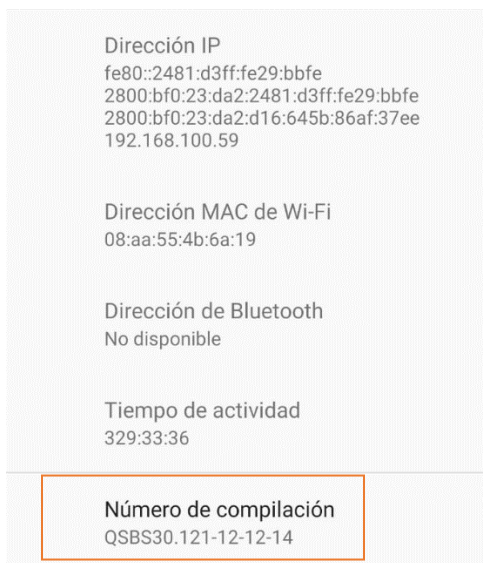 Dirección IP
fe80::2481:d3ff:fe29:bbfe
2800:bf0:23:da2:2481:d3ff:fe29:bbfe
2800:bf0:23:da2:d16:645b:86af:37ee
192.168.100.59
Dirección MAC de Wi-Fi
08:aa:55:4b:6a:19
Dirección de Bluetooth
No disponible
Tiempo de actividad
329:33:36
Número de compilación
QSBS30.121-12-12-14